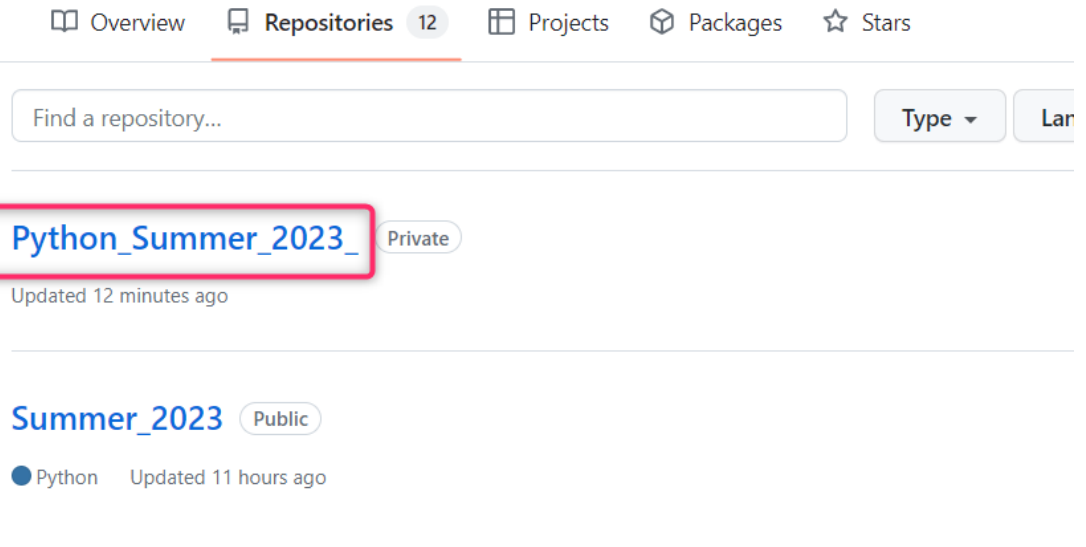 Overview Repositories 12 Projects Packages Stars
Find a repository... Type Lan
Python_Summer_2023_ Private
Updated 12 minutes ago
Summer_2023 Public
Python Updated 11 hours ago